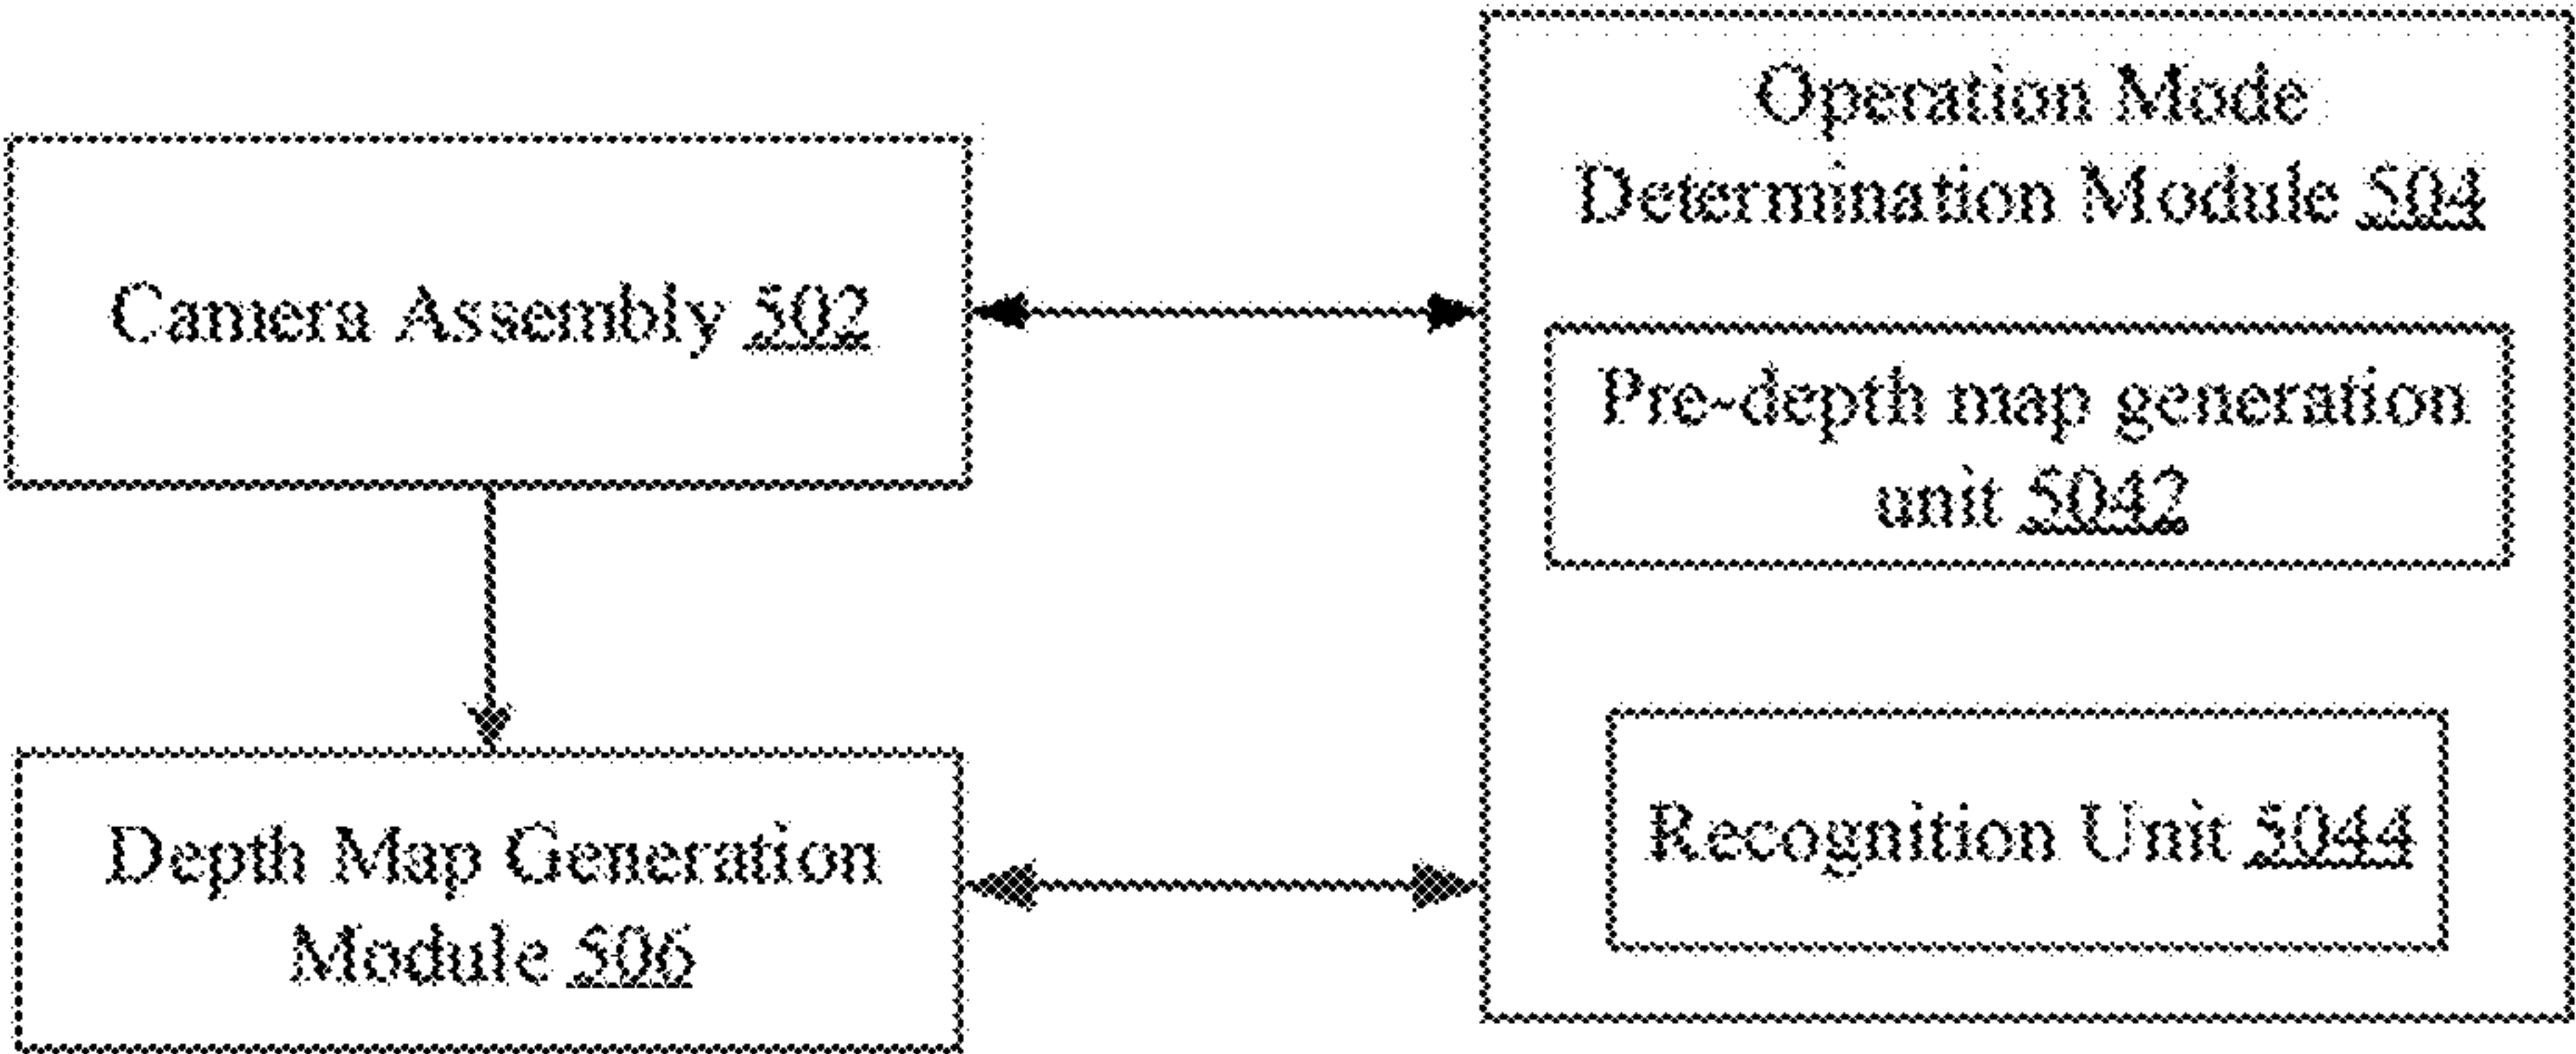 Operation Mode
Determination Module 504
Camera Assembly 502
Pre-depth map generation
unit 5042
Recognition Unit 5044
Depth Map Generation
Module 506